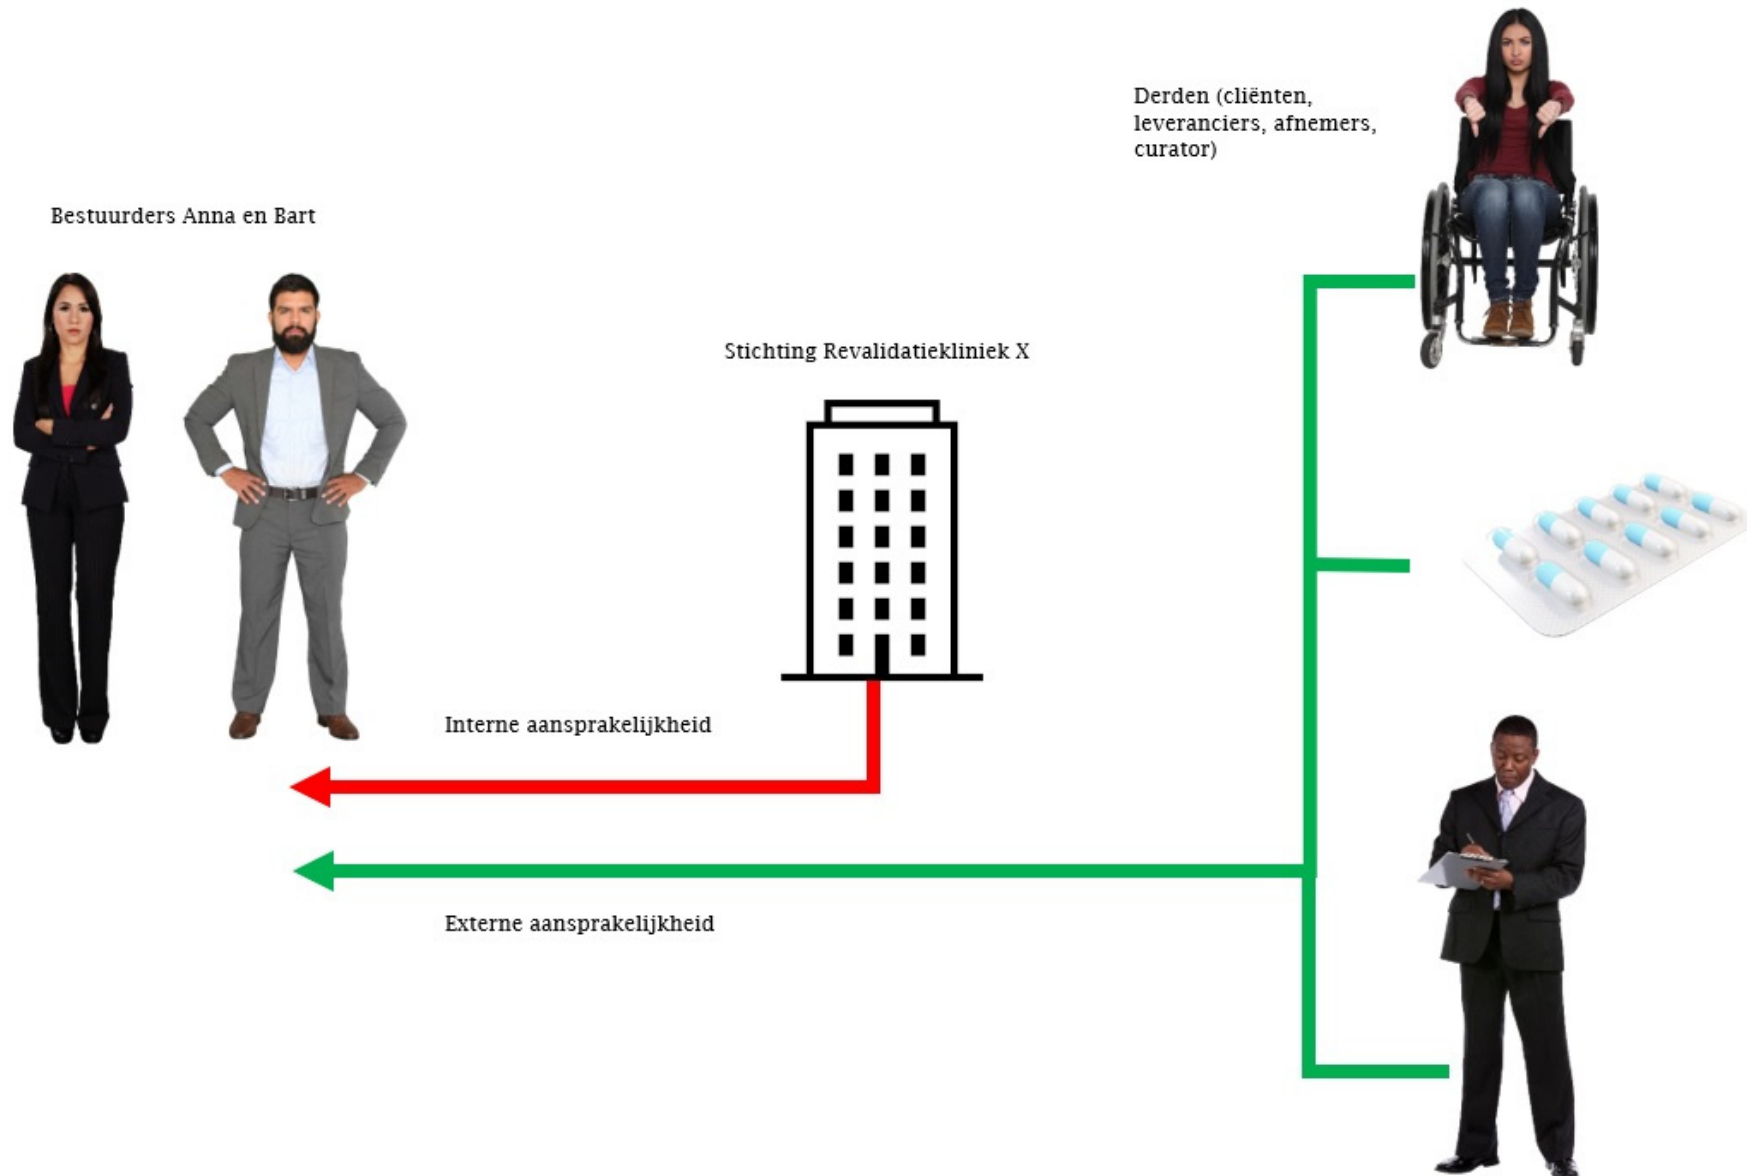 Derden (cliënten,
leveranciers, afnemers,
curator)
Bestuurders Anna en Bart
Stichting Revalidatiekliniek X
Interne aansprakelijkheid
Externe aansprakelijkheid